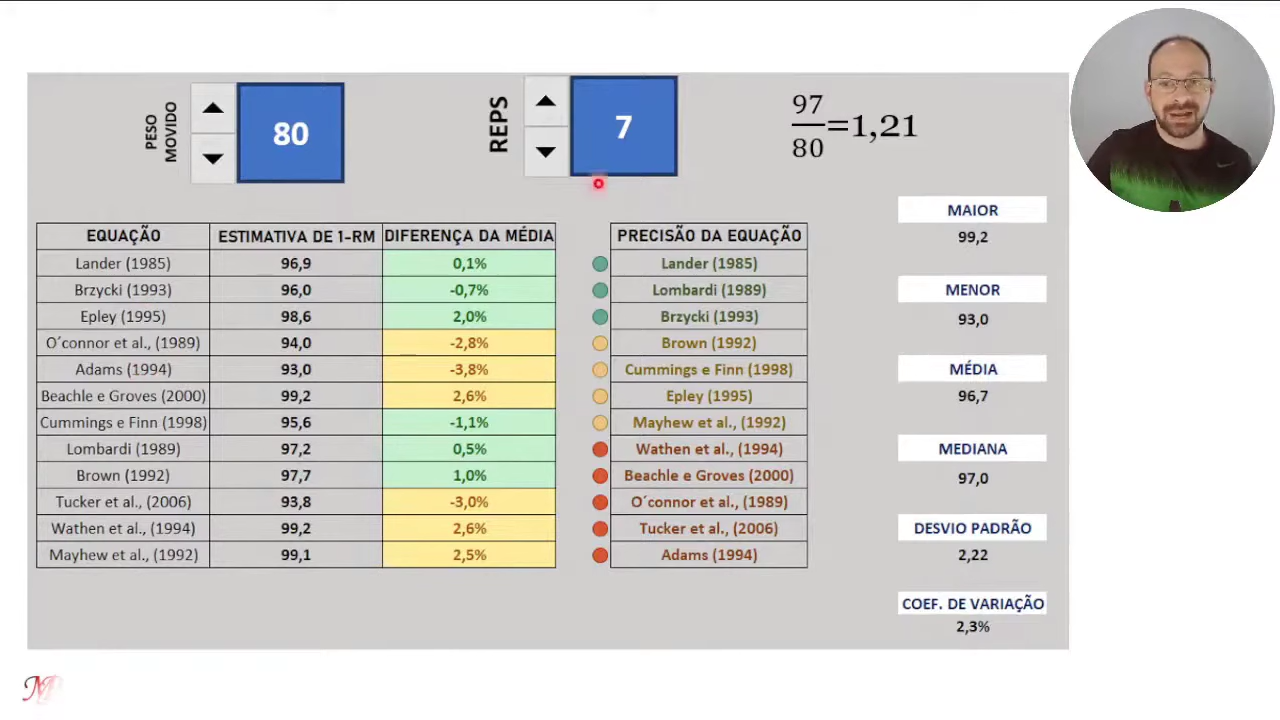 PESO
MOVIDO
80
REPS
7
97
80
=1,21
EQUAÇÃO ESTIMATIVA DE 1-RM DIFERENÇA DA MÉDIA
Lander (1985) 96,9 0,1%
Brzycki (1993) 96,0 -0,7%
Epley (1995) 98,6 2,0%
O´connor et al., (1989) 94,0 -2,8%
Adams (1994) 93,0 -3,8%
Beachle e Groves (2000) 99,2 2,6%
Cummings e Finn (1998) 95,6 -1,1%
Lombardi (1989) 97,2 0,5%
Brown (1992) 97,7 1,0%
Tucker et al., (2006) 93,8 -3,0%
Wathen et al., (1994) 99,2 2,6%
Mayhew et al., (1992) 99,1 2,5%
PRECISÃO DA EQUAÇÃO
Lander (1985)
Lombardi (1989)
Brzycki (1993)
Brown (1992)
Cummings e Finn (1998)
Epley (1995)
Mayhew et al., (1992)
Wathen et al., (1994)
Beachle e Groves (2000)
O´connor et al., (1989)
Tucker et al., (2006)
Adams (1994)
MAIOR
99,2
MENOR
93,0
MÉDIA
96,7
MEDIANA
97,0
DESVIO PADRÃO
2,22
COEF. DE VARIAÇÃO
2,3%